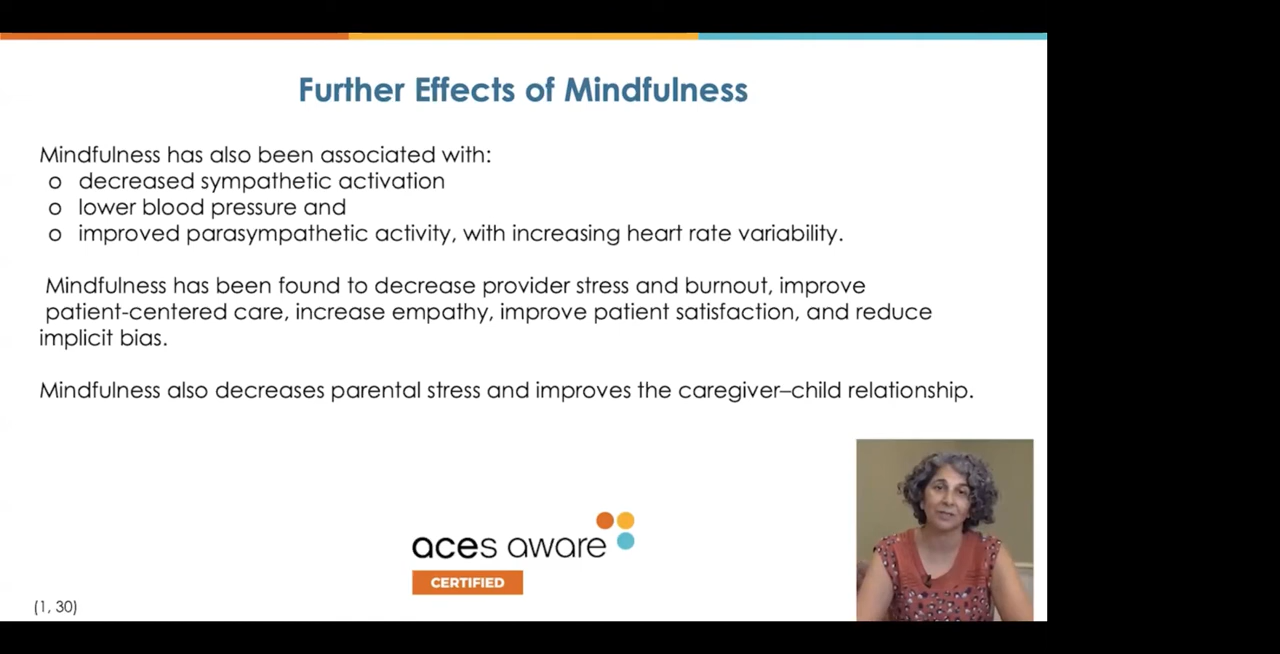 Further Effects of Mindfulness
Mindfulness has also been associated with:
o decreased sympathetic activation
o lower blood pressure and
o improved parasympathetic activity, with increasing heart rate variability.
Mindfulness has been found to decrease provider stress and burnout, improve
patient-centered care, increase empathy, improve patient satisfaction, and reduce
implicit bias.
Mindfulness also decreases parental stress and improves the caregiver–child relationship.
aces aware
CERTIFIED
(1, 30)